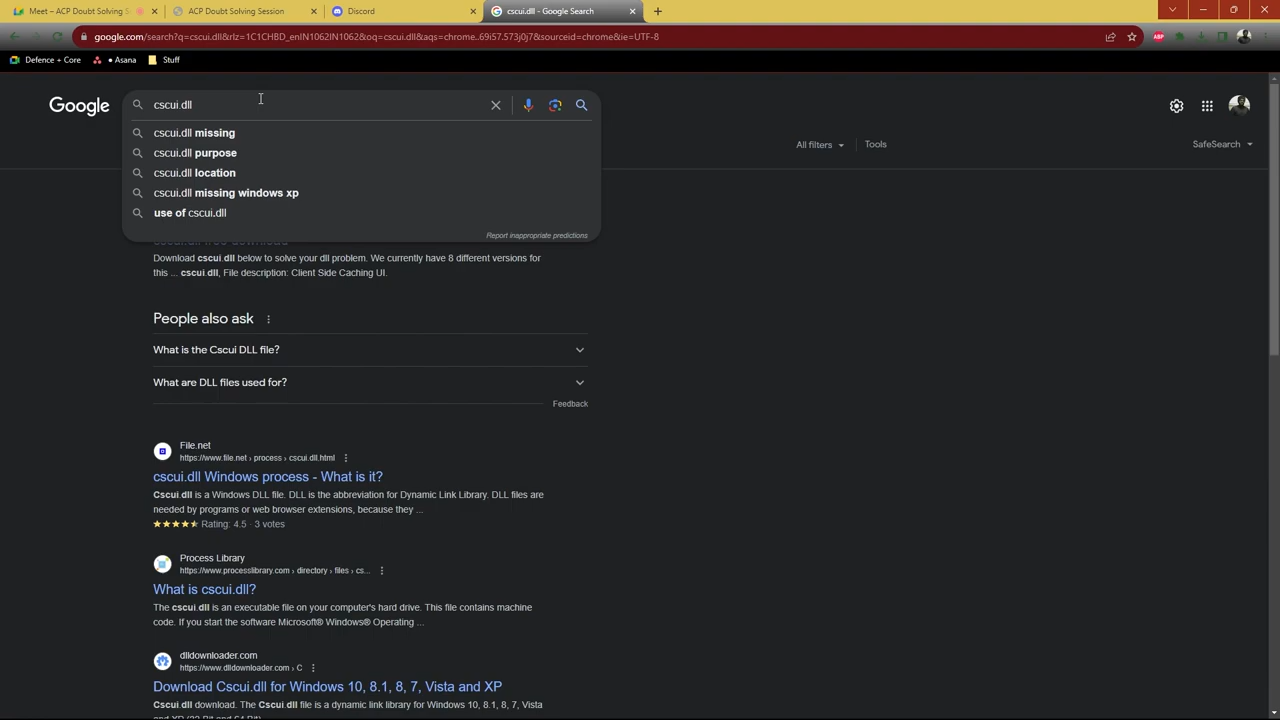 Meet – ACP Doubt Solving S
ACP Doubt Solving Session
Discord
cscui.dll - Google Search
google.com/search?q=cscui.dll&rlz=1C1CHBD_enIN1062IN1062&oq=cscui.dll&aqs=chrome..69i57.573j0j7&sourceid=chrome&ie=UTF-8
ABP
Defence + Core
Asana
Stuff
Google
cscui.dll
cscui.dll missing
cscui.dll purpose
cscui.dll location
cscui.dll missing windows xp
use of cscui.dll
Report inappropriate predictions
All filters
Tools
SafeSearch
Download cscui.dll below to solve your dll problem. We currently have 8 different versions for
this ... cscui.dll, File description: Client Side Caching UI.
People also ask
What is the Cscui DLL file?
What are DLL files used for?
Feedback
File.net
https://www.file.net › process › cscui.dll.html
cscui.dll Windows process - What is it?
Cscui.dll is a Windows DLL file. DLL is the abbreviation for Dynamic Link Library. DLL files are
needed by programs or web browser extensions, because they ...
Rating: 4.5 · 3 votes
Process Library
https://www.processlibrary.com › directory › files › cs...
What is cscui.dll?
The cscui.dll is an executable file on your computer's hard drive. This file contains machine
code. If you start the software Microsoft® Windows® Operating ...
dlldownloader.com
https://www.dlldownloader.com › C
Download Cscui.dll for Windows 10, 8.1, 8, 7, Vista and XP
Cscui.dll download. The Cscui.dll file is a dynamic link library for Windows 10, 8.1, 8, 7, Vista
and XP (32 Bit and 64 Bit)